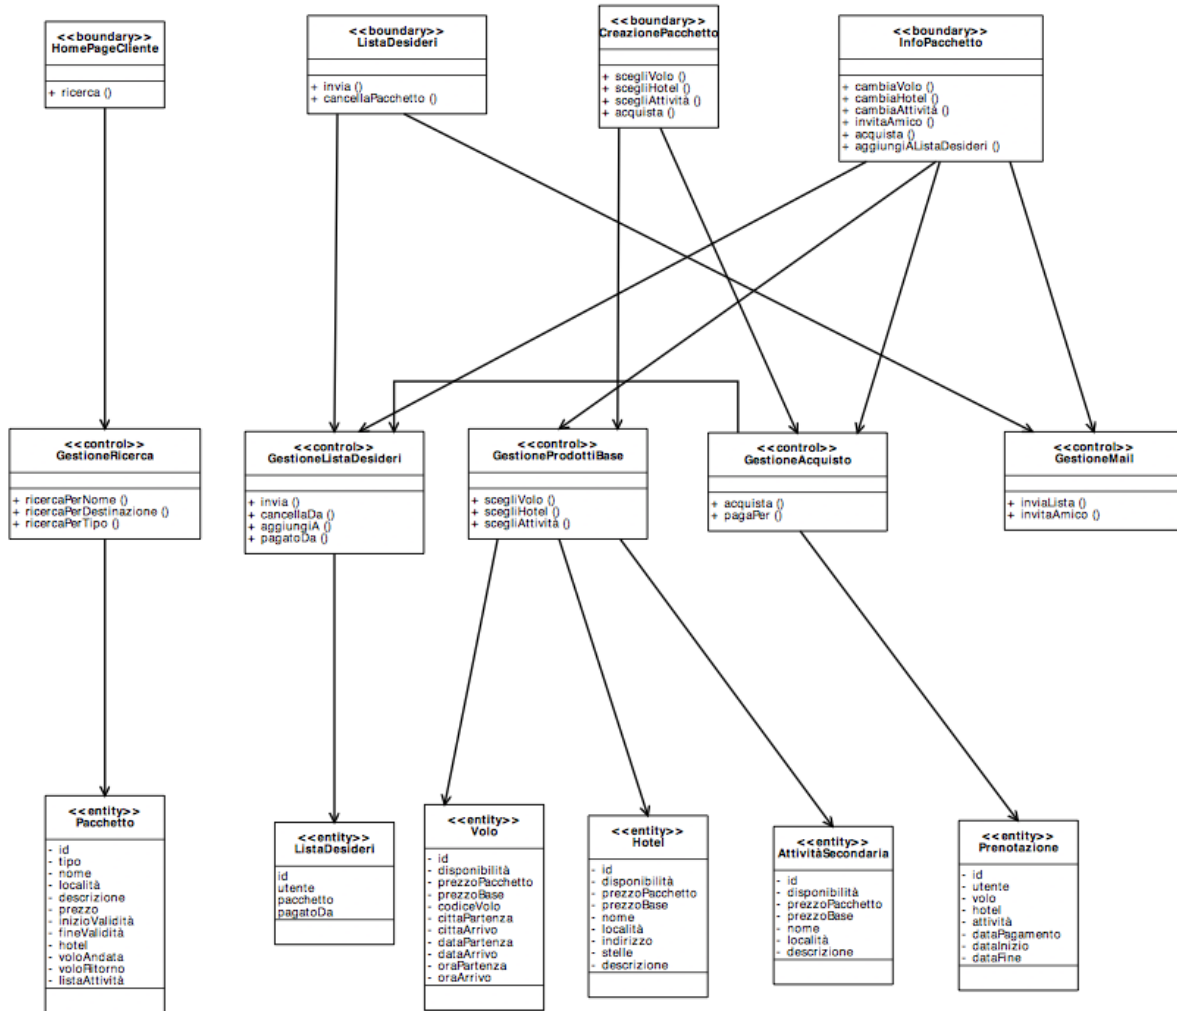 <<boundary>>
HomePageCliente
+ ricerca ()
<<boundary>>
ListaDesideri
+ invia ()
+ cancellaPacchetto ()
<<boundary>>
CreazionePacchetto
+ scegliVolo ()
+ scegliHotel ()
+ scegliAttività ()
+ acquista ()
<<boundary>>
InfoPacchetto
+ cambiaVolo ()
+ cambiaHotel ()
+ cambiaAttività ()
+ invitaAmico ()
+ acquista ()
+ aggiungiAListaDesideri ()
<<control>>
GestioneRicerca
+ ricercaPerNome ()
+ ricercaPerDestinazione ()
+ ricercaPerTipo ()
<<control>>
GestioneListaDesideri
+ invia ()
+ cancellaDa ()
+ aggiungiA ()
+ pagatoDa ()
<<control>>
GestioneProdottiBase
+ scegliVolo ()
+ scegliHotel ()
+ scegliAttività ()
<<control>>
GestioneAcquisto
+ acquista ()
+ pagaPer ()
<<control>>
GestioneMail
+ inviaLista ()
+ invitaAmico ()
<<entity>>
Pacchetto
- id
- tipo
- nome
- località
- descrizione
- prezzo
- inizioValidità
- fineValidità
- hotel
- voloAndata
- voloRitorno
- listaAttività
<<entity>>
ListaDesideri
id
utente
pacchetto
pagatoDa
<<entity>>
Volo
- id
- disponibilità
- prezzoPacchetto
- prezzoBase
- codiceVolo
- cittaPartenza
- cittaArrivo
- dataPartenza
- dataArrivo
- oraPartenza
- oraArrivo
<<entity>>
Hotel
- id
- disponibilità
- prezzoPacchetto
- prezzoBase
- nome
- località
- indirizzo
- stelle
- descrizione
<<entity>>
AttivitàSecondaria
- id
- disponibilità
- prezzoPacchetto
- prezzoBase
- nome
- località
- descrizione
<<entity>>
Prenotazione
- id
- utente
- volo
- hotel
- attività
- dataPagamento
- dataInizio
- dataFine